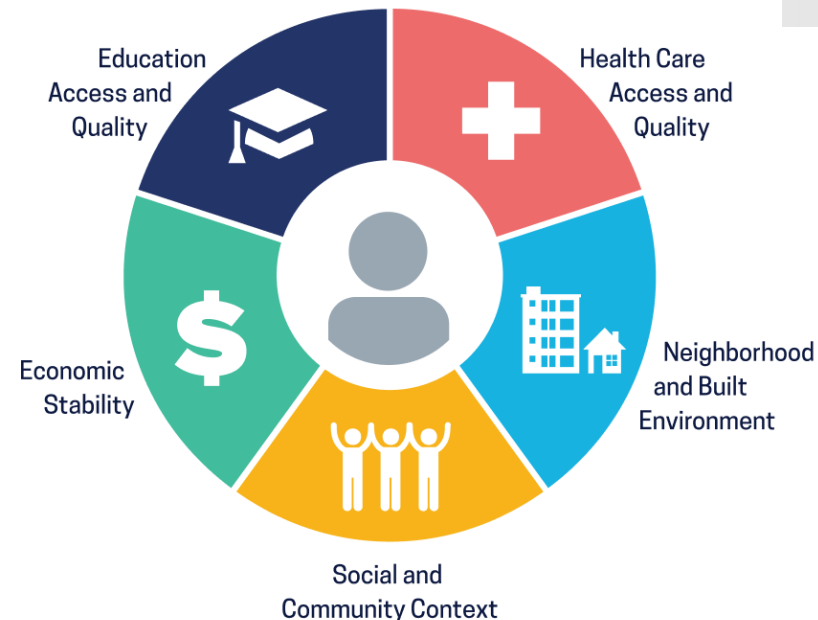 Education
Access and
Quality
Health Care
Access and
Quality
Economic
Stability
Neighborhood
and Built
Environment
Social and
Community Context